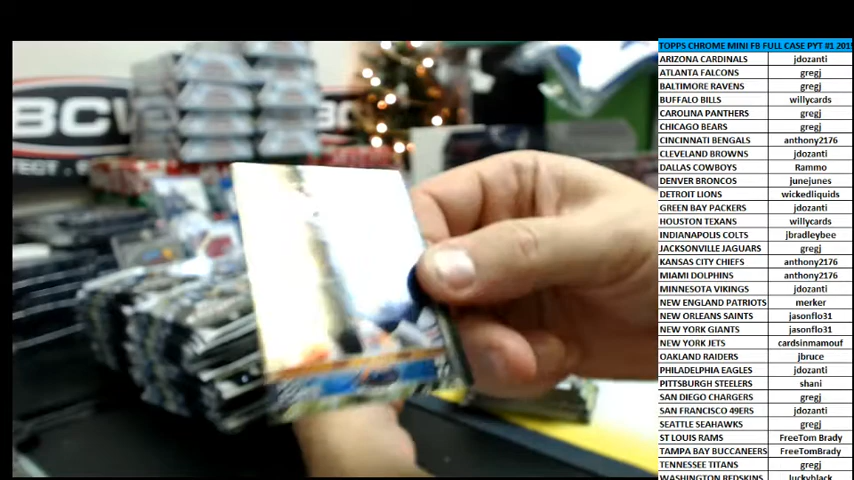 BCW
TOPPS CHROME MINI FB FULL CASE PYT #1 201
ARIZONA CARDINALS jdozanti
ATLANTA FALCONS gregj
BALTIMORE RAVENS gregj
BUFFALO BILLS willycards
CAROLINA PANTHERS gregj
CHICAGO BEARS gregj
CINCINNATI BENGALS anthony2176
CLEVELAND BROWNS jdozanti
DALLAS COWBOYS Rammo
DENVER BRONCOS junejunes
DETROIT LIONS wickedliquids
GREEN BAY PACKERS jdozanti
HOUSTON TEXANS willycards
INDIANAPOLIS COLTS jbradleybee
JACKSONVILLE JAGUARS gregj
KANSAS CITY CHIEFS anthony2176
MIAMI DOLPHINS anthony2176
MINNESOTA VIKINGS jdozanti
NEW ENGLAND PATRIOTS merker
NEW ORLEANS SAINTS jasonflo31
NEW YORK GIANTS jasonflo31
NEW YORK JETS cardsinmamouf
OAKLAND RAIDERS jbruce
PHILADELPHIA EAGLES jdozanti
PITTSBURGH STEELERS shani
SAN DIEGO CHARGERS gregj
SAN FRANCISCO 49ERS jdozanti
SEATTLE SEAHAWKS gregj
ST LOUIS RAMS FreeTom Brady
TAMPA BAY BUCCANEERS FreeTomBrady
TENNESSEE TITANS gregj
WASHINGTON REDSKINS luckyblack